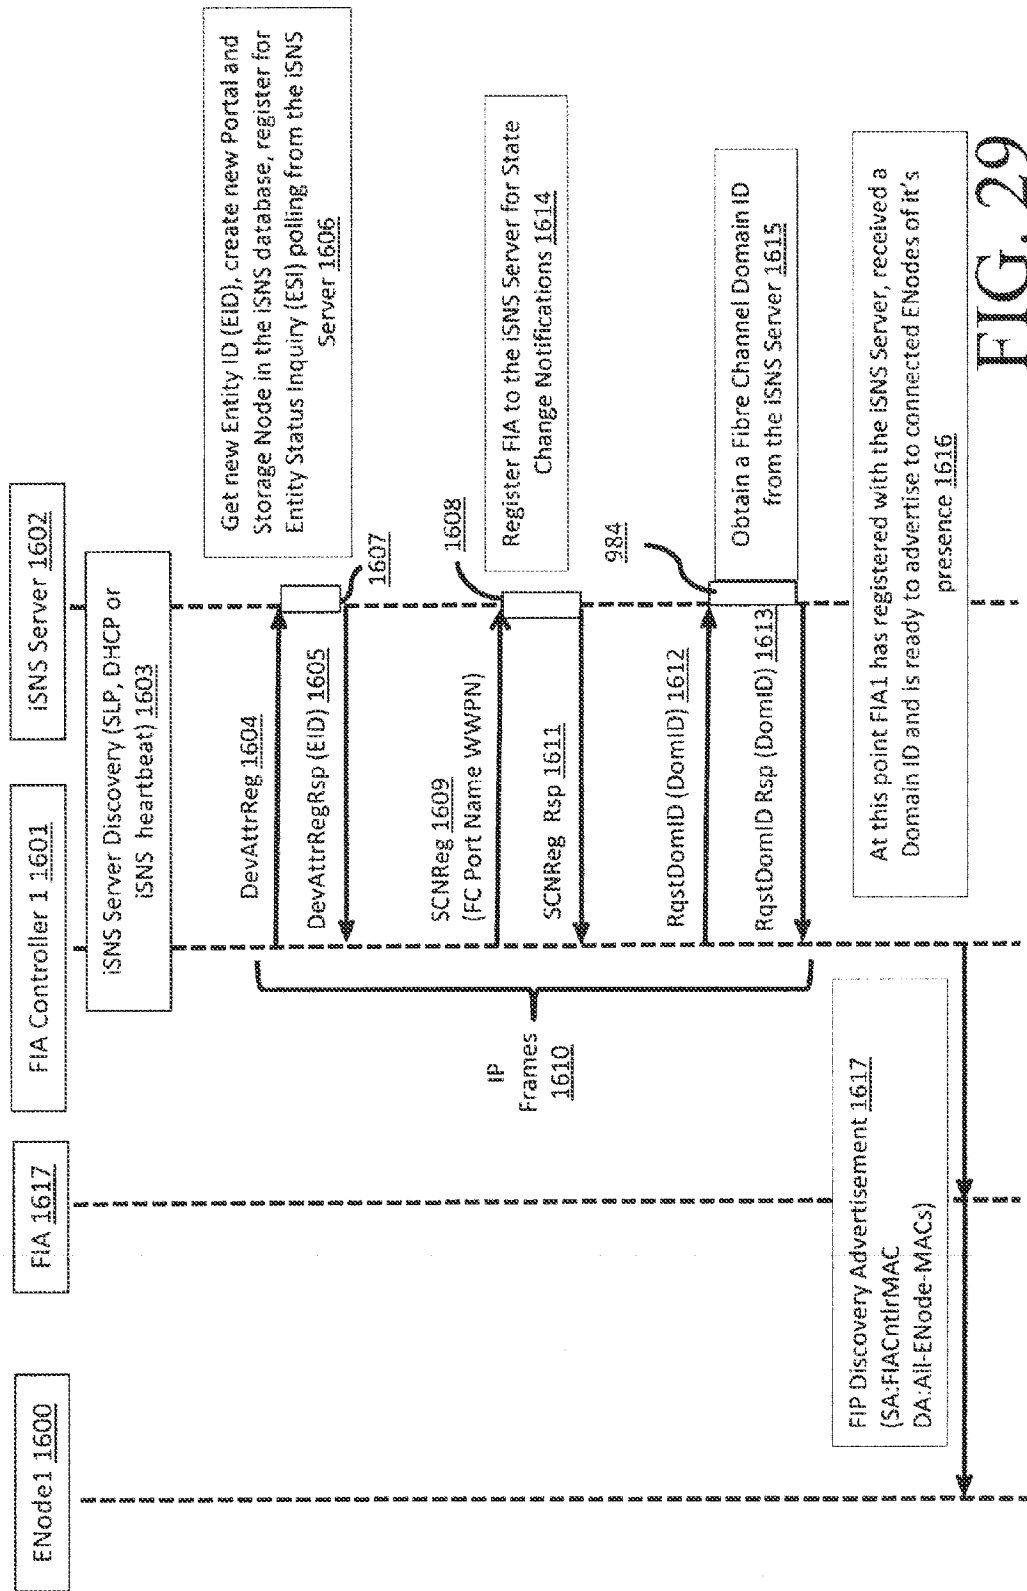 ENode1 1600
FIA 1617
FIA Controller 1 1601
iSNS Server 1602
iSNS Server Discovery (SLP, DHCP or
iSNS heartbeat) 1603
DevAttrReg 1604
DevAttrRegRsp (EID) 1605
1607
Get new Entity ID (EID), create new Portal and
Storage Node in the iSNS database, register for
Entity Status Inquiry (ESI) polling from the iSNS
Server 1606
SCNReg 1609
(FC Port Name WWPN)
1608
SCNReg Rsp 1611
Register FIA to the iSNS Server for State
Change Notifications 1614
IP
Frames
1610
RqstDomID (DomID) 1612
984
RqstDomID Rsp (DomID) 1613
Obtain a Fibre Channel Domain ID
from the iSNS Server 1615
FIP Discovery Advertisement 1617
(SA:FIACntlrMAC
DA:All-ENode-MACs)
At this point FIA1 has registered with the iSNS Server, received a
Domain ID and is ready to advertise to connected ENodes of it's
presence 1616
FIG. 29